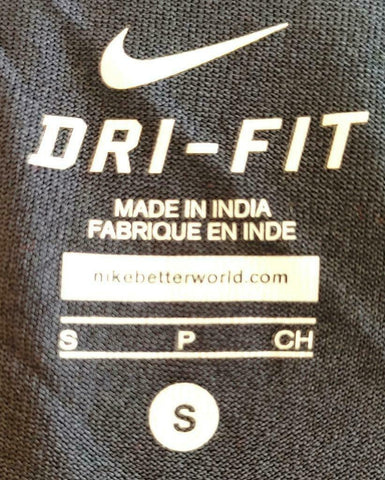 DRI-FIT
MADE IN INDIA
FABRIQUE EN INDE
nikebetterworld.com
S P CH
S